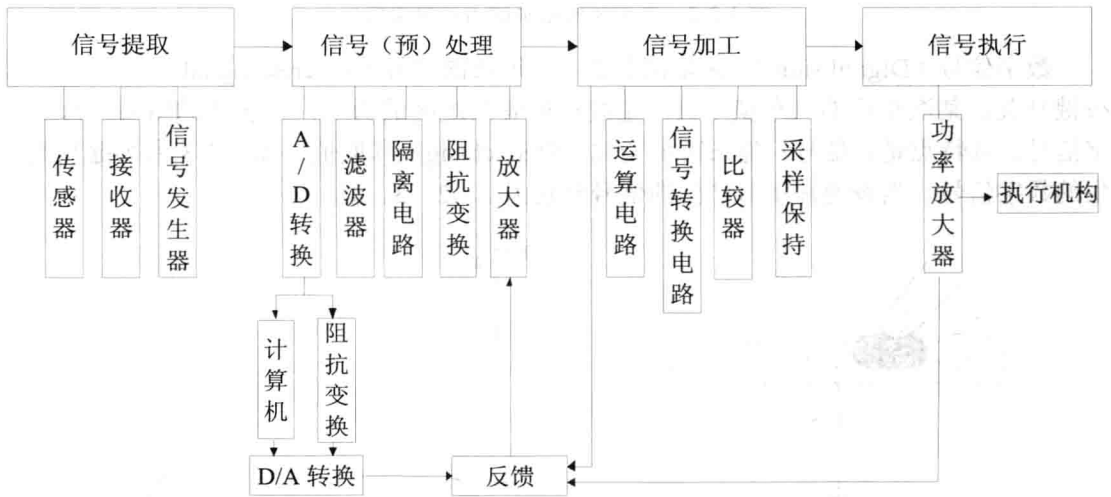 信号提取
信号（预）处理
信号加工
信号执行
传感器
接收器
信号发生器
A/D转换
滤波器
隔离电路
阻抗变换
放大器
运算电路
信号转换电路
比较器
采样保持
功率放大器
执行机构
计算机
阻抗变换
D/A 转换
反馈